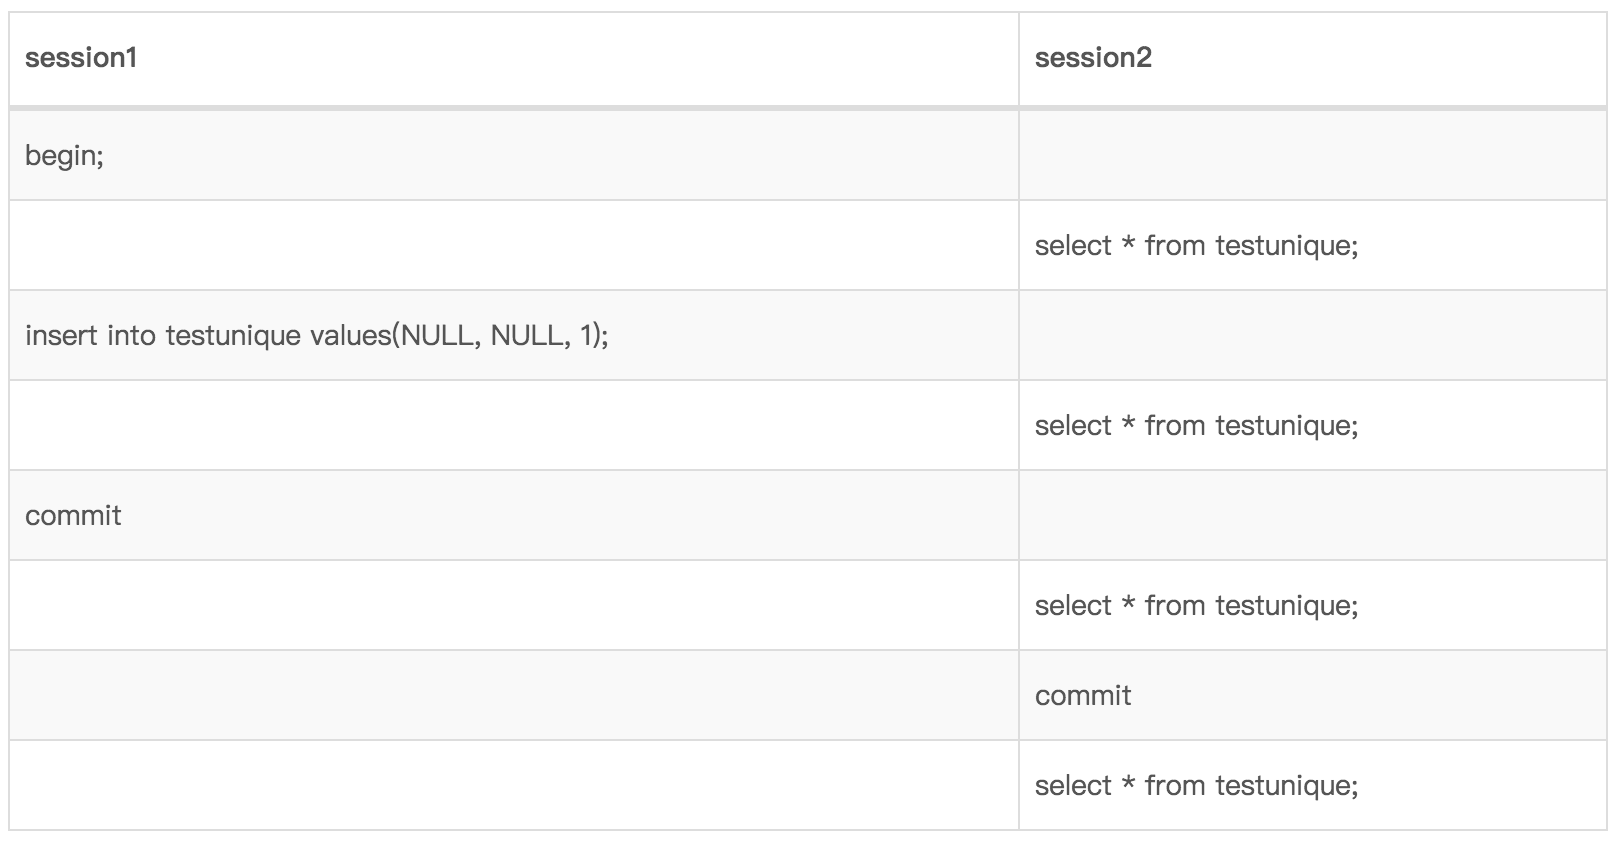 session1 session2
begin;
select * from testunique;
insert into testunique values(NULL, NULL, 1);
select * from testunique;
commit
select * from testunique;
commit
select * from testunique;